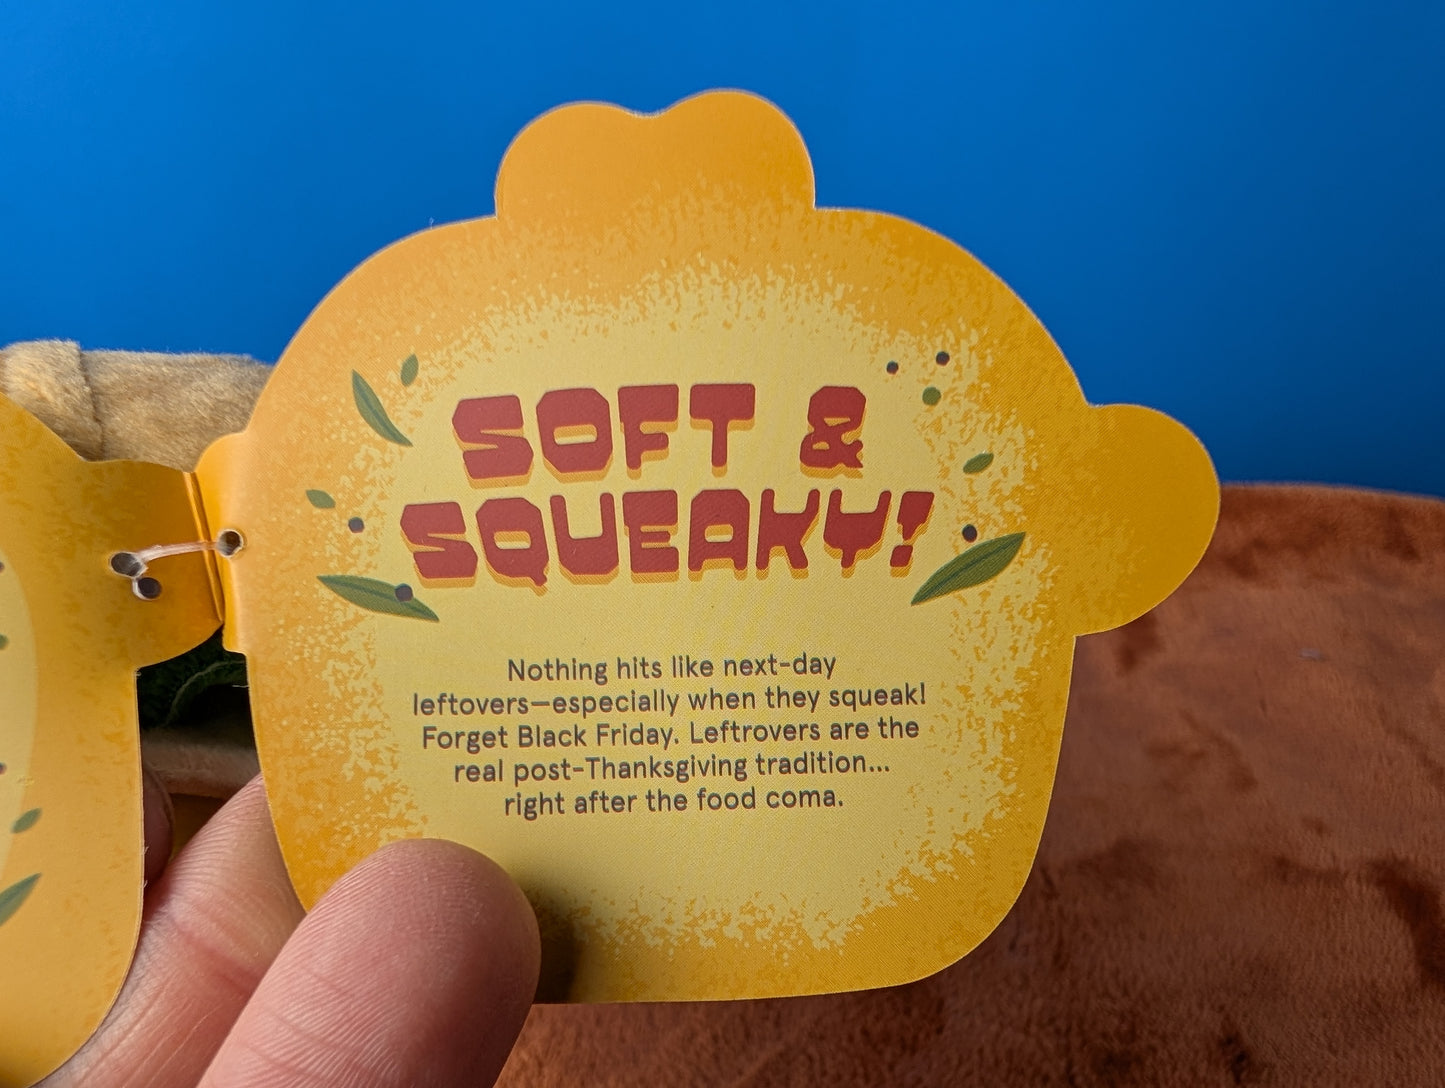 SOFT &
SQUEAKY!
Nothing hits like next-day
leftovers—especially when they squeak!
Forget Black Friday. Leftrovers are the
real post-Thanksgiving tradition...
right after the food coma.